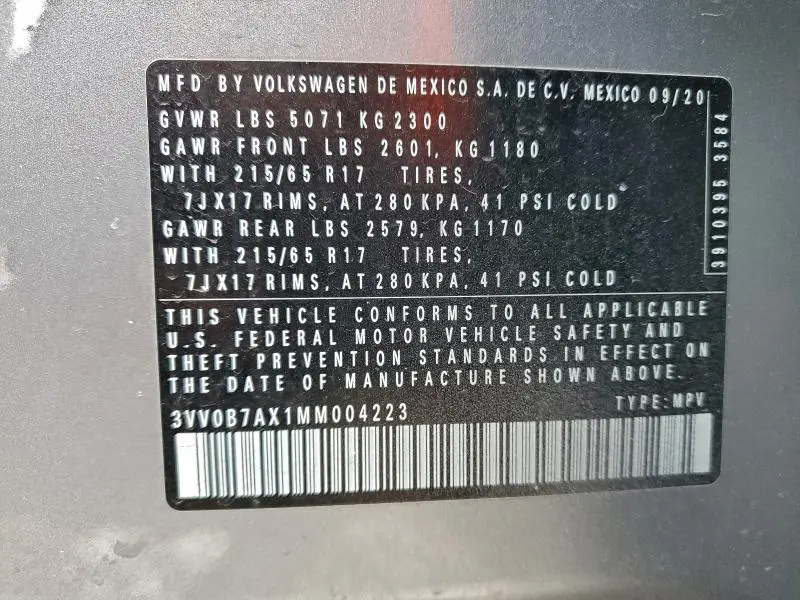 MFD BY VOLKSWAGEN DE MEXICO S.A. DE C.V. MEXICO 09/20
GVWR LBS 5071 KG 2300
GAWR FRONT LBS 2601, KG 1180
WITH 215/65 R17 TIRES,
7JX17 RIMS, AT 280 KPA, 41 PSI COLD
GAWR REAR LBS 2579, KG 1170
WITH 215/65 R17 TIRES,
7JX17 RIMS, AT 280 KPA, 41 PSI COLD
3910395 3584
THIS VEHICLE CONFORMS TO ALL APPLICABLE
U.S. FEDERAL MOTOR VEHICLE SAFETY AND
THEFT PREVENTION STANDARDS IN EFFECT ON
THE DATE OF MANUFACTURE SHOWN ABOVE.
3VV0B7AX1MM004223 TYPE: MPV